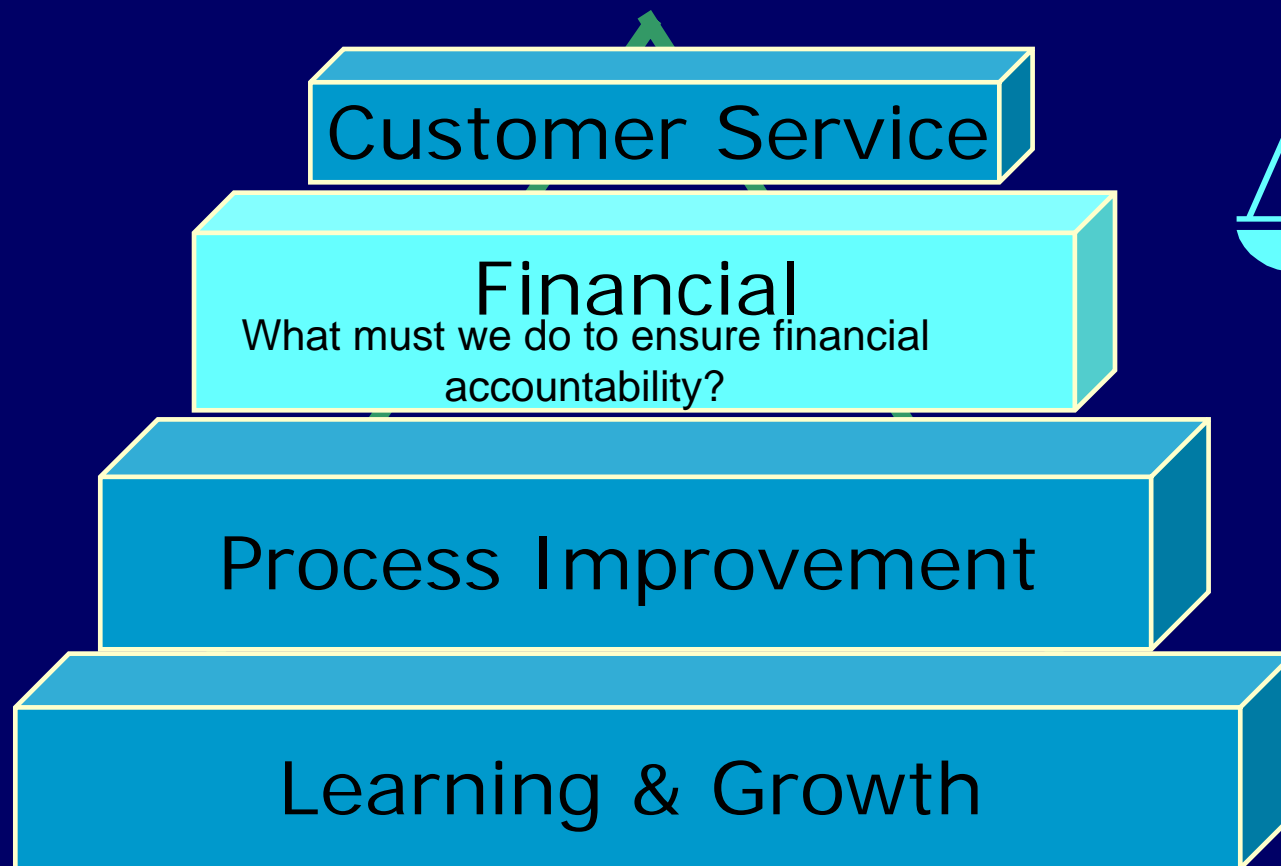 Customer Service
Financial
What must we do to ensure financial
accountability?
Process Improvement
Learning & Growth